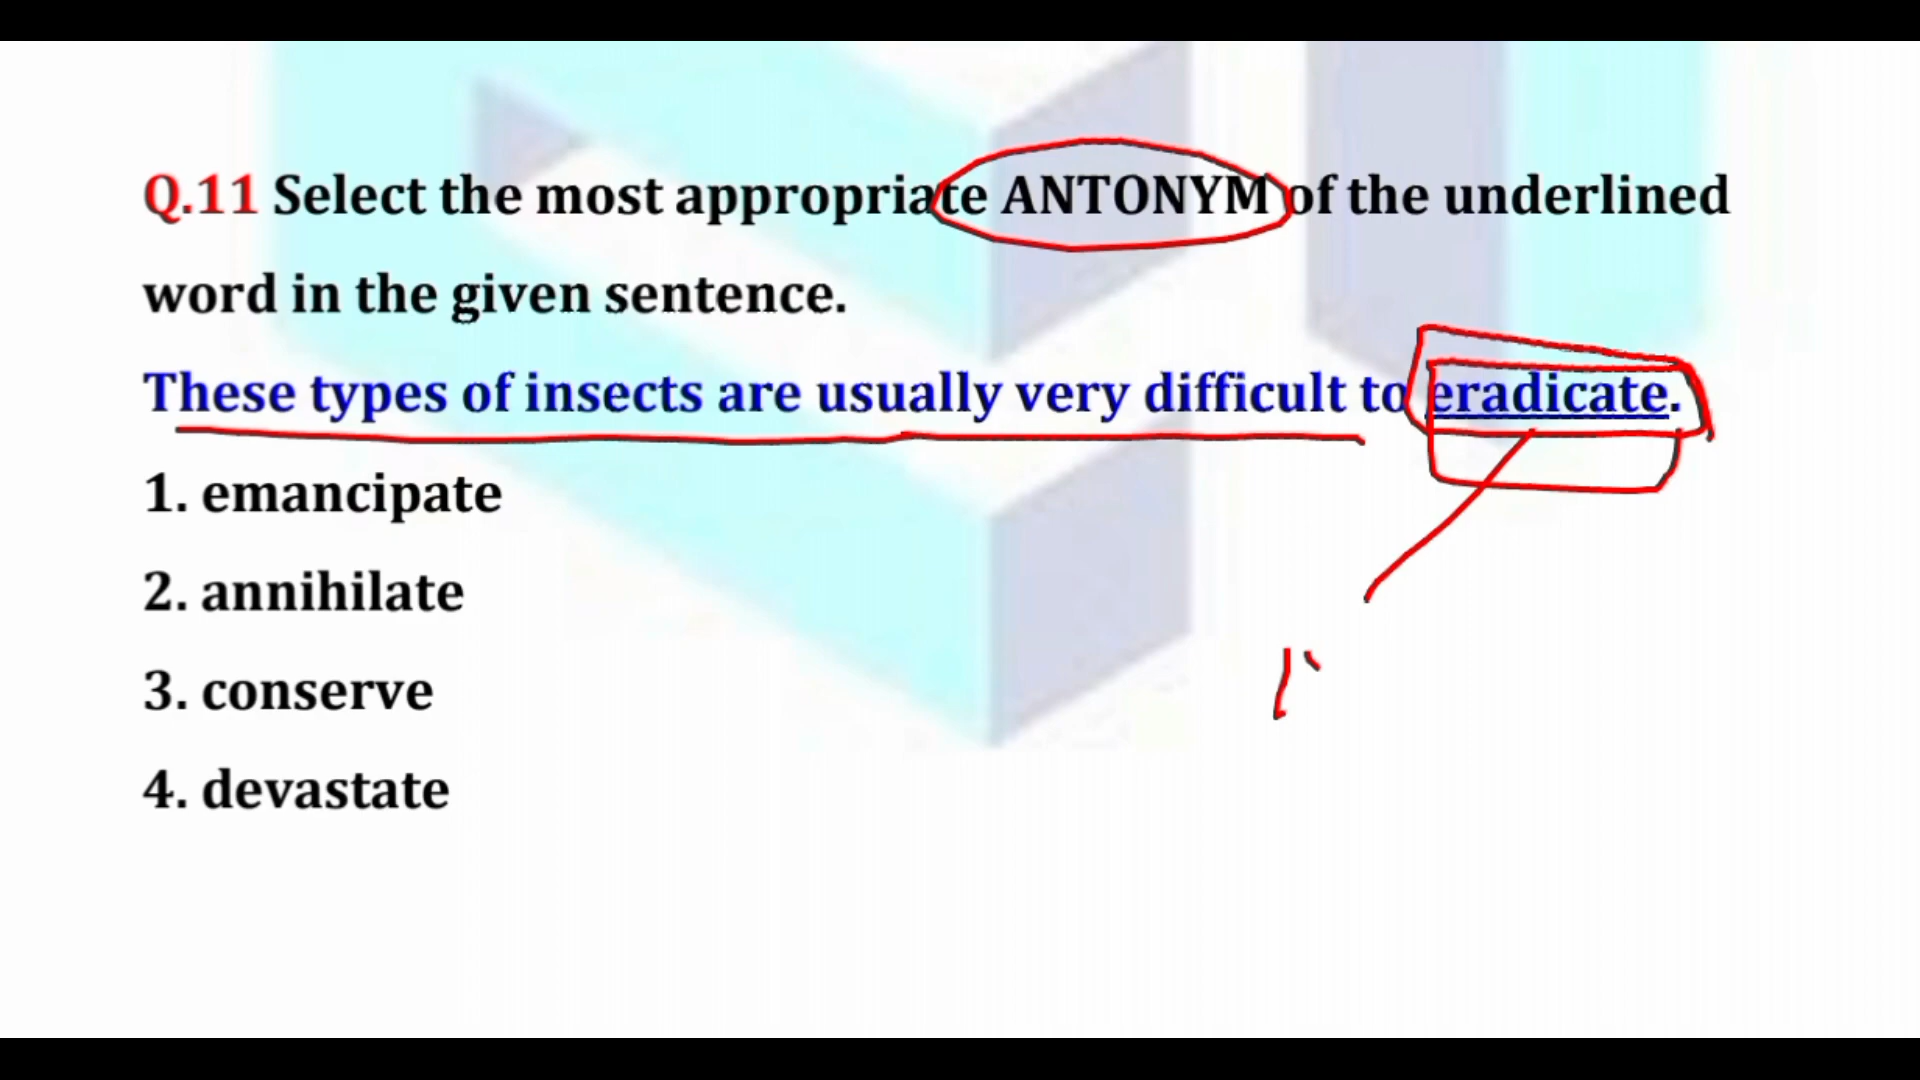 Q.11 Select the most appropriate ANTONYM of the underlined
word in the given sentence.
These types of insects are usually very difficult to eradicate.
1. emancipate
2. annihilate
3. conserve
4. devastate